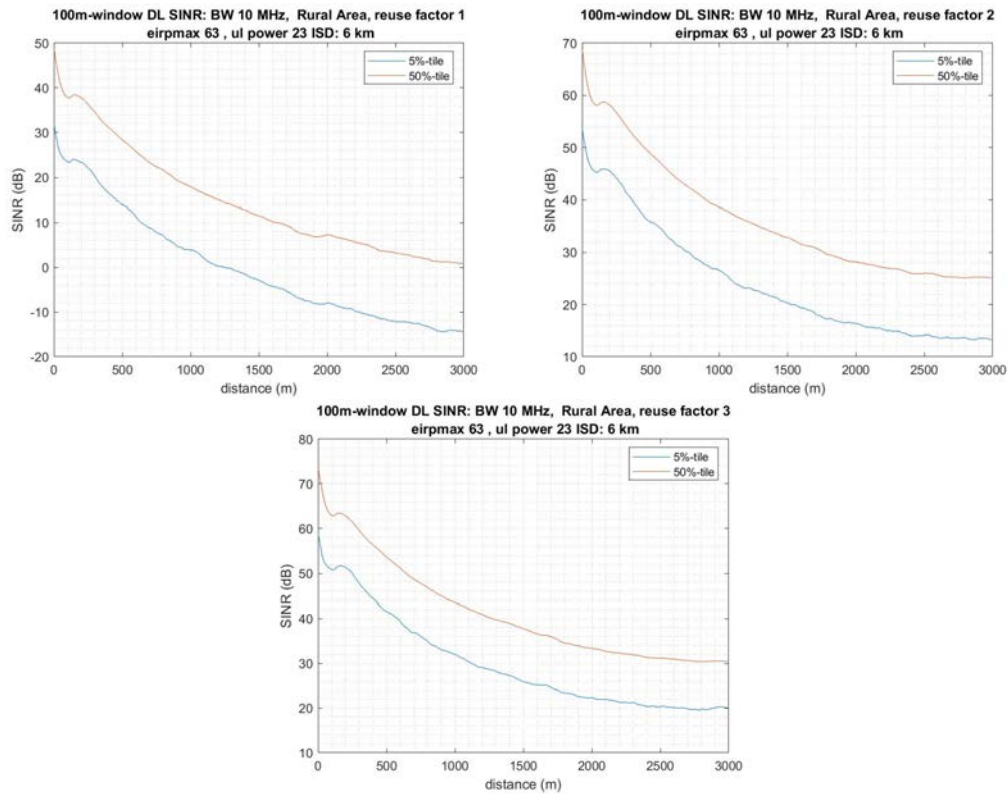 100m-window DL SINR: BW 10 MHz, Rural Area, reuse factor 1
eirpmax 63 , ul power 23 ISD: 6 km
50
40
30
20
10
0
-10
-20
SINR (dB)
5%-tile
50%-tile
0 500 1000 1500 2000 2500 3000
distance (m)
100m-window DL SINR: BW 10 MHz, Rural Area, reuse factor 2
eirpmax 63 , ul power 23 ISD: 6 km
70
60
50
40
30
20
10
SINR (dB)
5%-tile
50%-tile
0 500 1000 1500 2000 2500 3000
distance (m)
100m-window DL SINR: BW 10 MHz, Rural Area, reuse factor 3
eirpmax 63 , ul power 23 ISD: 6 km
80
70
60
50
40
30
20
10
SINR (dB)
5%-tile
50%-tile
0 500 1000 1500 2000 2500 3000
distance (m)